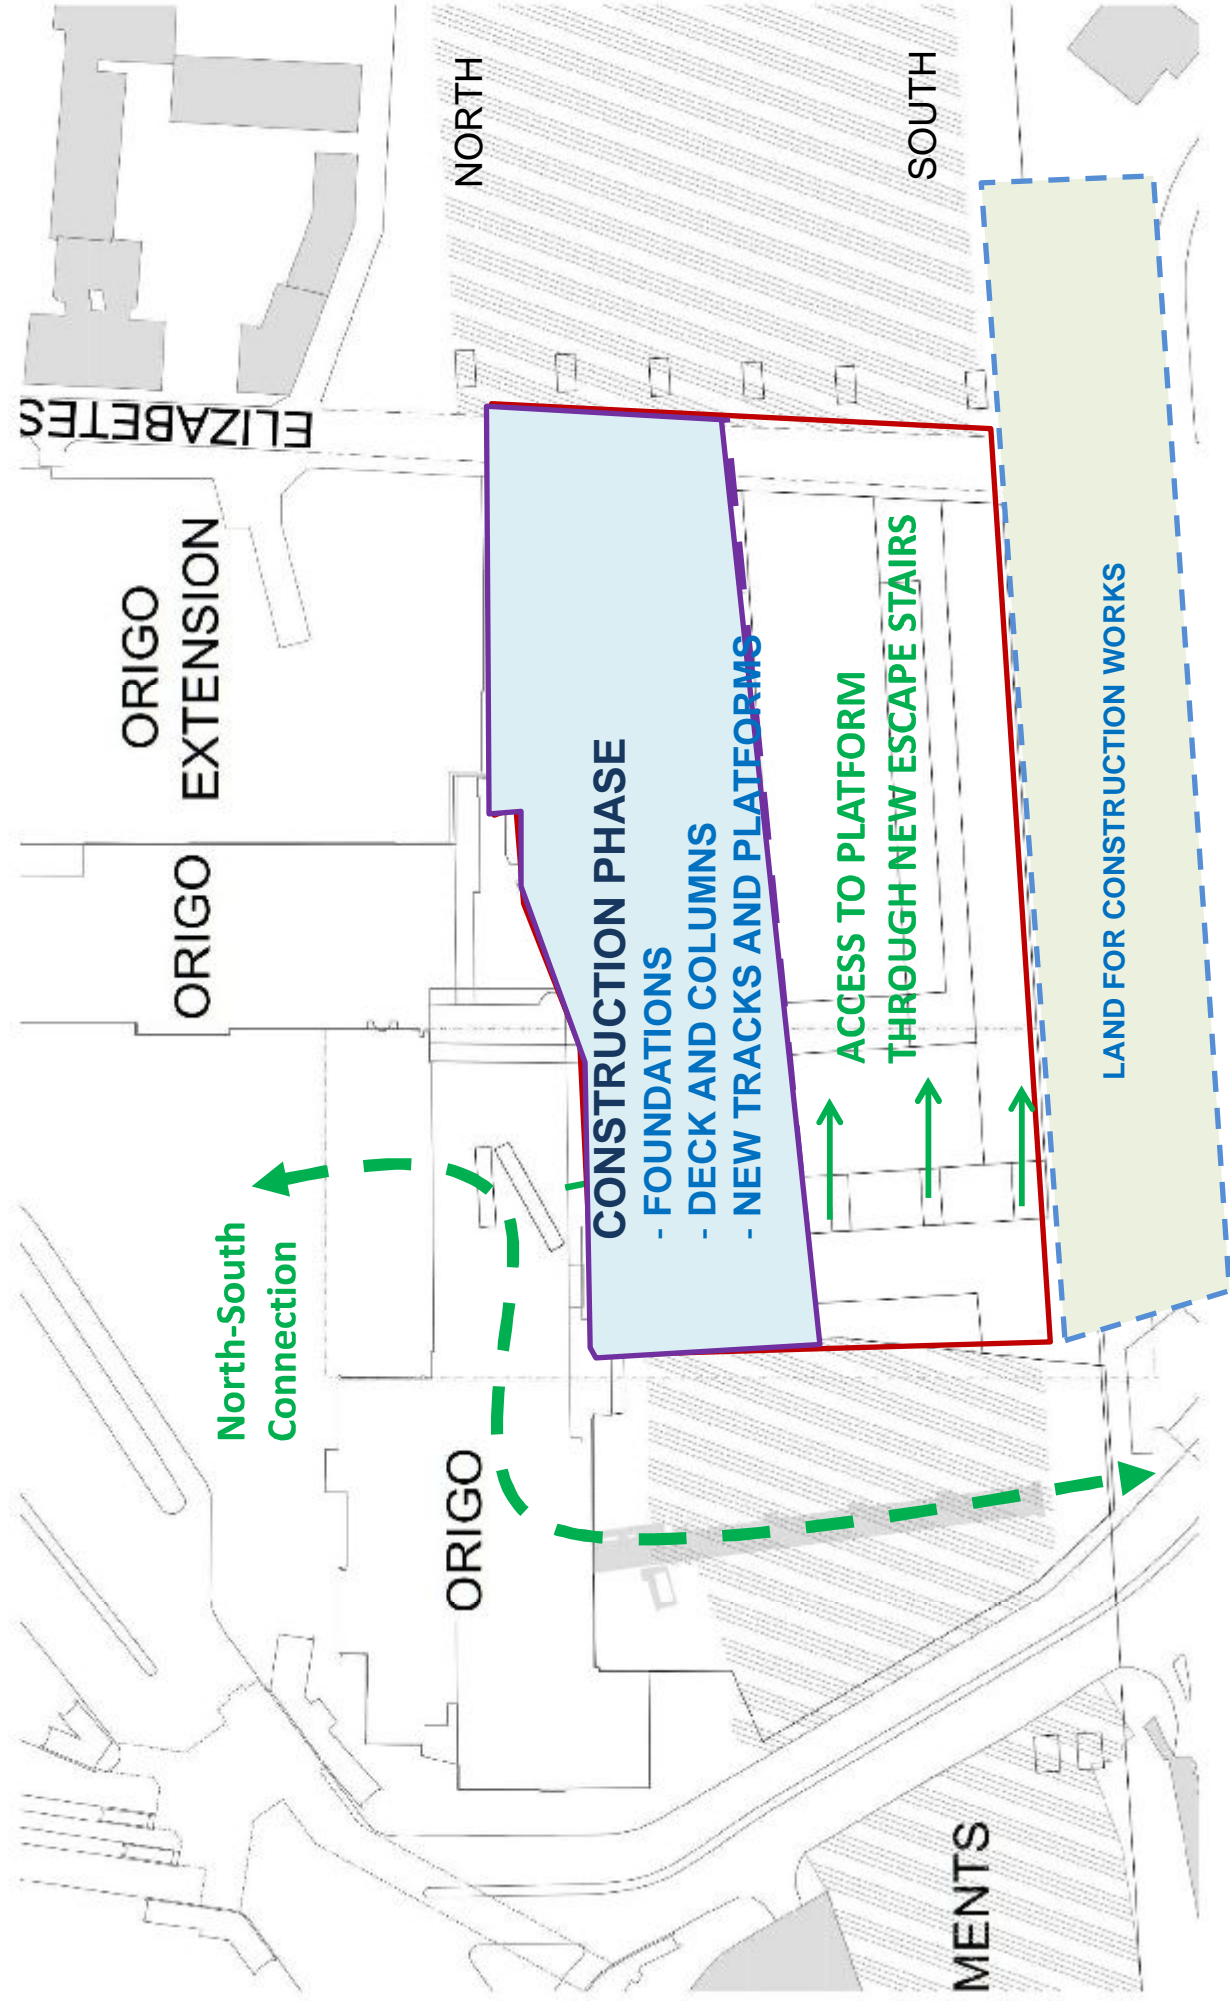 North-South
Connection
ORIGO
ORIGO
ORIGO
EXTENSION
ELIZABETES
NORTH
SOUTH
CONSTRUCTION PHASE
- FOUNDATIONS
- DECK AND COLUMNS
- NEW TRACKS AND PLATFORMS
ACCESS TO PLATFORM
THROUGH NEW ESCAPE STAIRS
LAND FOR CONSTRUCTION WORKS
MENTS